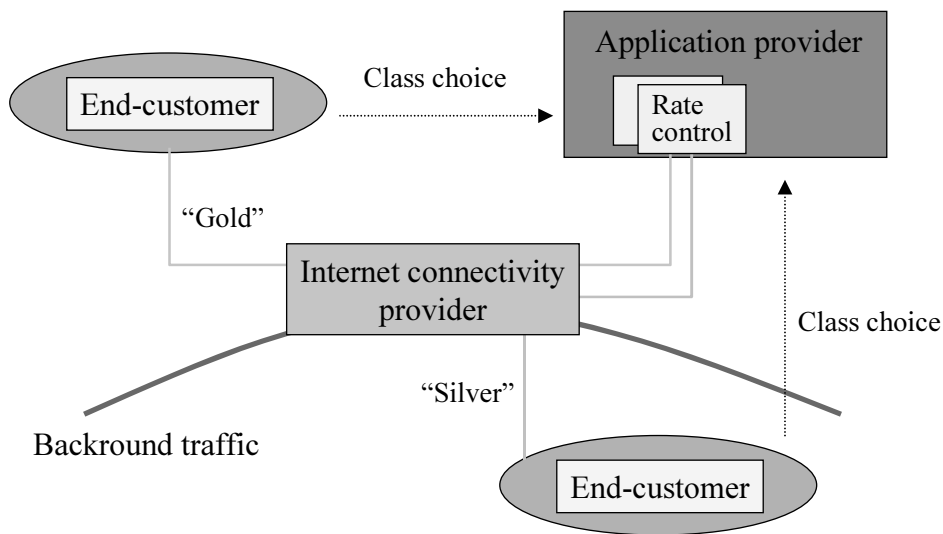 Application provider
End-customer
Class choice
Rate
control
“Gold”
Internet connectivity
provider
Class choice
“Silver”
Backround traffic
End-customer